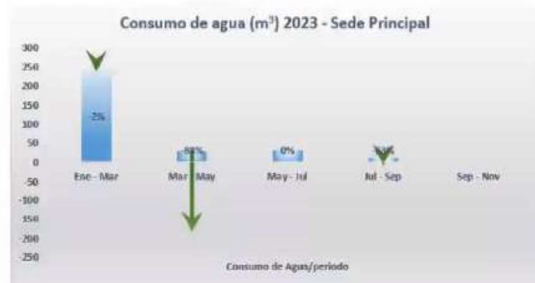 Consumo de agua (m³) 2023 - Sede Principal
300
250
200
150
100
50
0
-50
-100
-150
-200
-250
-2%
0%
Ene - Mar
Mar - May
May - Jul
Jul - Sep
Sep - Nov
Consumo de Agua/periodo